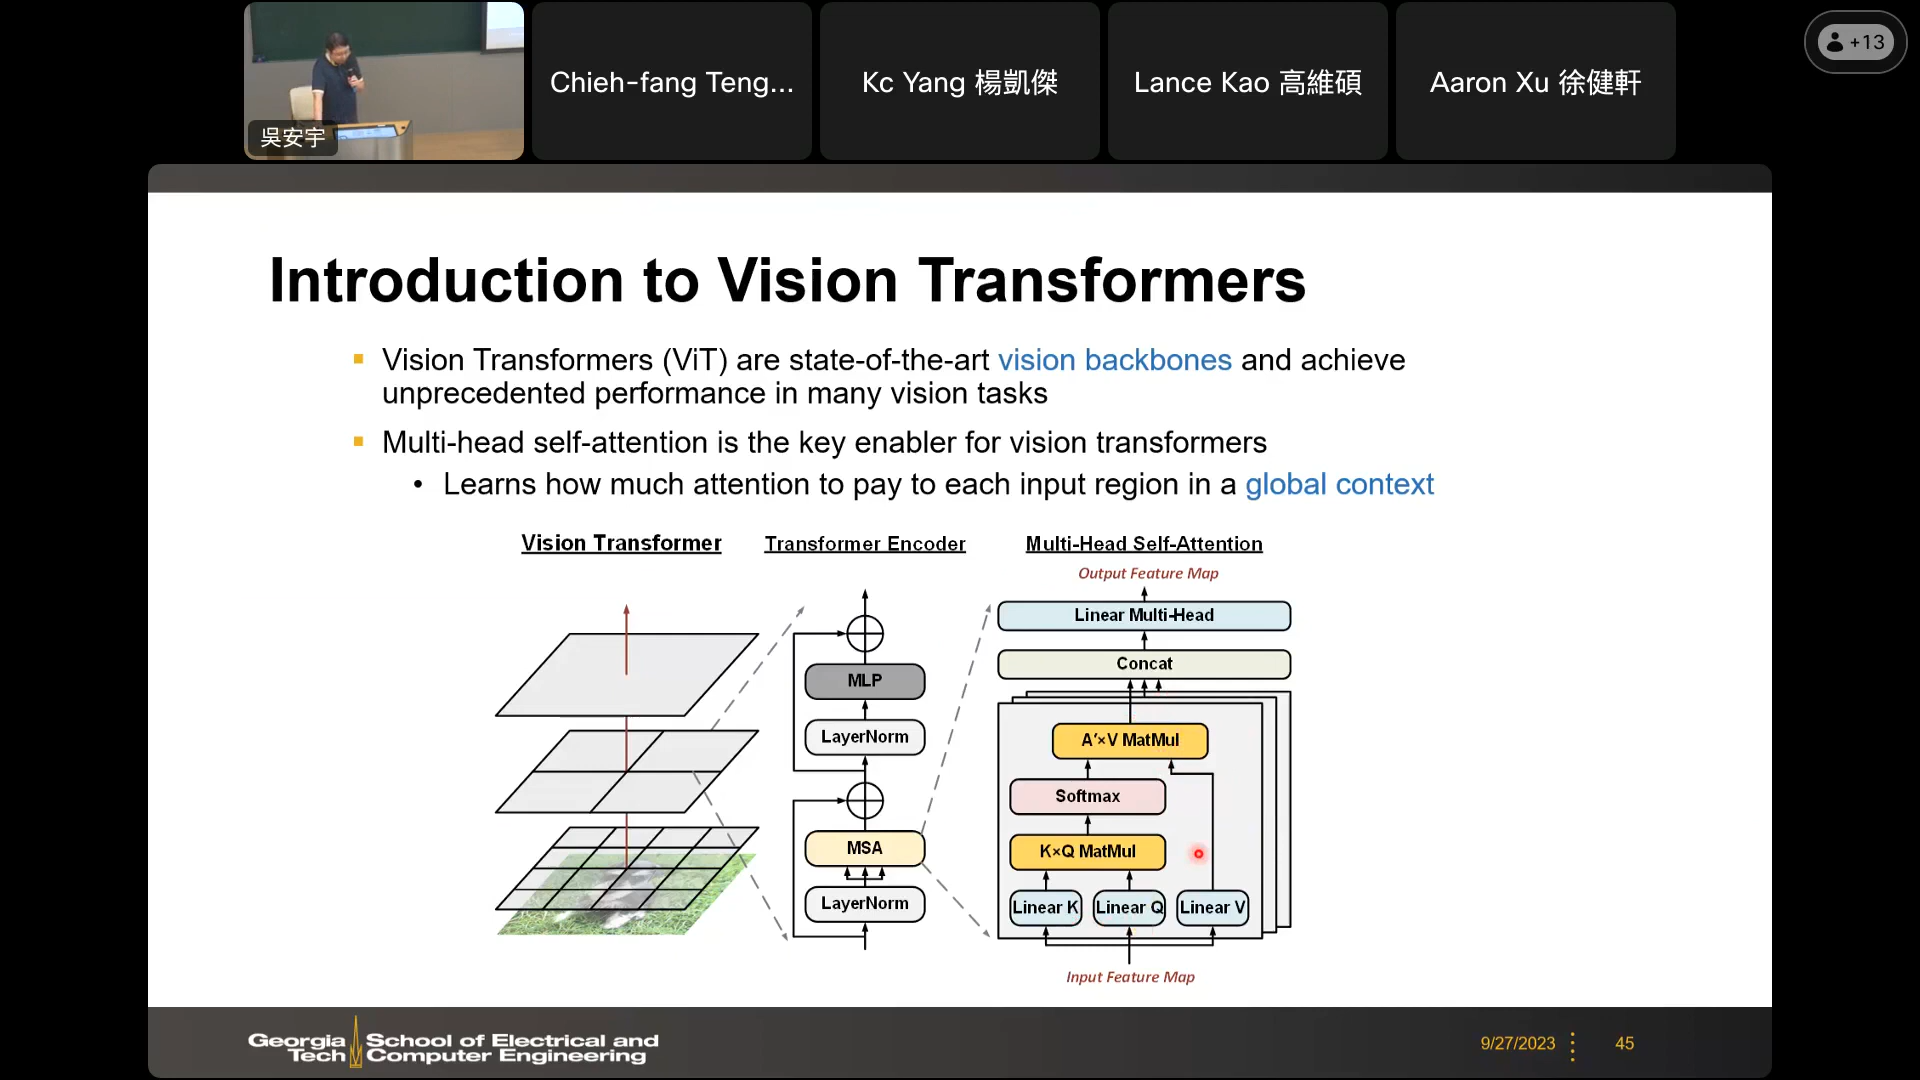 吳安宇
Chieh-fang Teng...
Kc Yang 楊凱傑
Lance Kao 高維碩
Aaron Xu 徐健軒
+13
Introduction to Vision Transformers
Vision Transformers (ViT) are state-of-the-art vision backbones and achieve
unprecedented performance in many vision tasks
Multi-head self-attention is the key enabler for vision transformers
Learns how much attention to pay to each input region in a global context
Vision Transformer
Transformer Encoder
MLP
LayerNorm
MSA
LayerNorm
Multi-Head Self-Attention
Output Feature Map
Linear Multi-Head
Concat
A'×V MatMul
Softmax
K×Q MatMul
Linear K
Linear Q
Linear V
Input Feature Map
Georgia Tech
School of Electrical and
Computer Engineering
9/27/2023
45